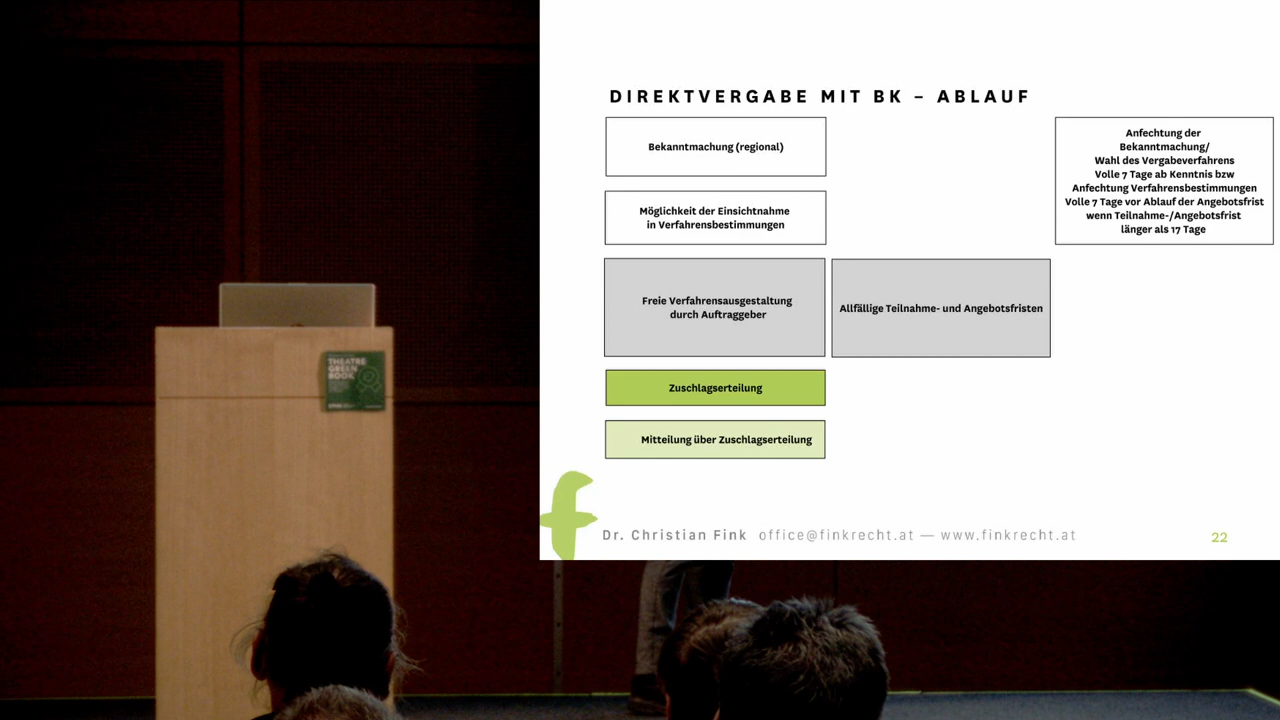 DIREKTVERGABE MIT BK – ABLAUF
Bekanntmachung (regional)
Anfechtung der
Bekanntmachung/
Wahl des Vergabeverfahrens
Volle 7 Tage ab Kenntnis bzw
Anfechtung Verfahrensbestimmungen
Volle 7 Tage vor Ablauf der Angebotsfrist
wenn Teilnahme-/Angebotsfrist
länger als 17 Tage
Möglichkeit der Einsichtnahme
in Verfahrensbestimmungen
Freie Verfahrensausgestaltung
durch Auftraggeber
Allfällige Teilnahme- und Angebotsfristen
Zuschlagserteilung
Mitteilung über Zuschlagserteilung
f
Dr. Christian Fink office@finkrecht.at — www.finkrecht.at
22
THEATRE
GREEN
BOOK